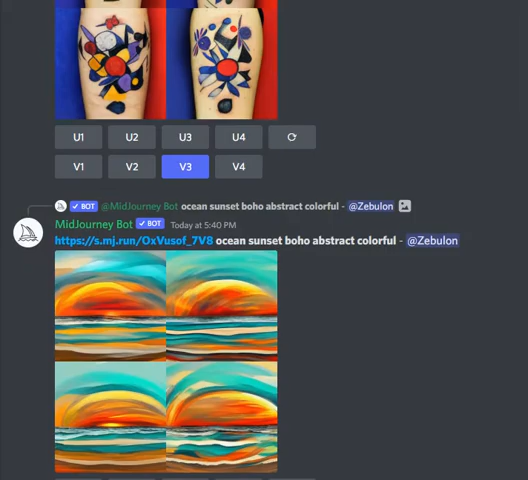 U1 U2 U3 U4
V1 V2 V3 V4
BOT @MidJourney Bot ocean sunset boho abstract colorful - @Zebulon
MidJourney Bot BOT Today at 5:40 PM
https://s.mj.run/OxVusof_7V8 ocean sunset boho abstract colorful - @Zebulon